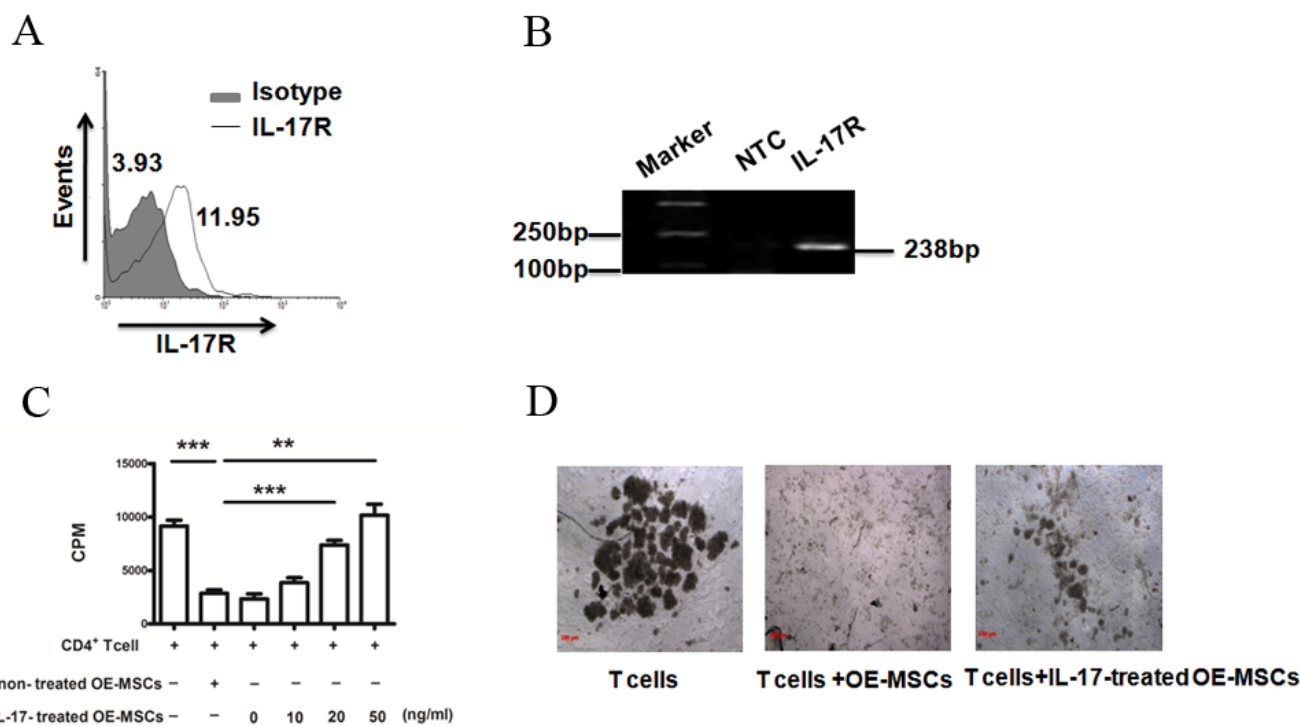 A
Isotype
IL-17R
3.93
11.95
Events
IL-17R
B
Marker
NTC
IL-17R
250bp
100bp
238bp
C
***
**
***
15000
10000
5000
0
CPM
CD4+ Tcell + + + + + +
non- treated OE-MSCs – + – – – –
L-17- treated OE-MSCs – – 0 10 20 50 (ng/ml)
D
T cells
T cells +OE-MSCs
T cells+IL-17-treated OE-MSCs